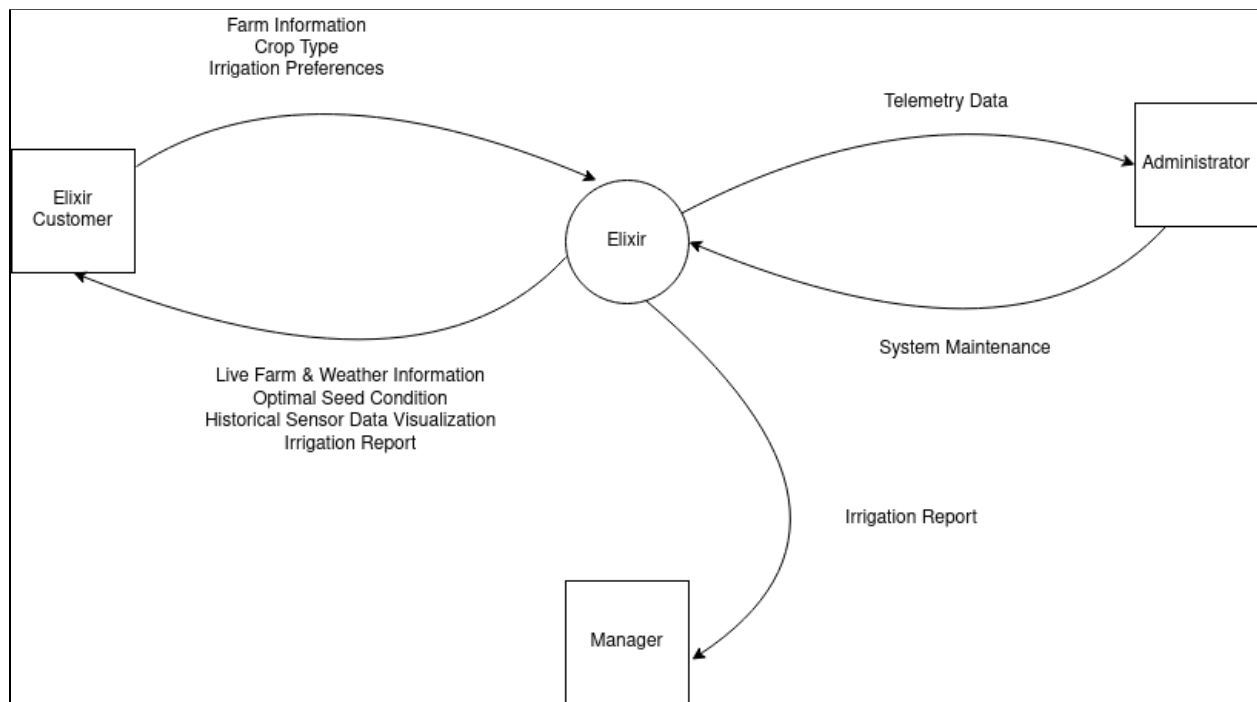 Farm Information
Crop Type
Irrigation Preferences
Telemetry Data
Administrator
Elixir
Customer
Elixir
System Maintenance
Live Farm & Weather Information
Optimal Seed Condition
Historical Sensor Data Visualization
Irrigation Report
Irrigation Report
Manager